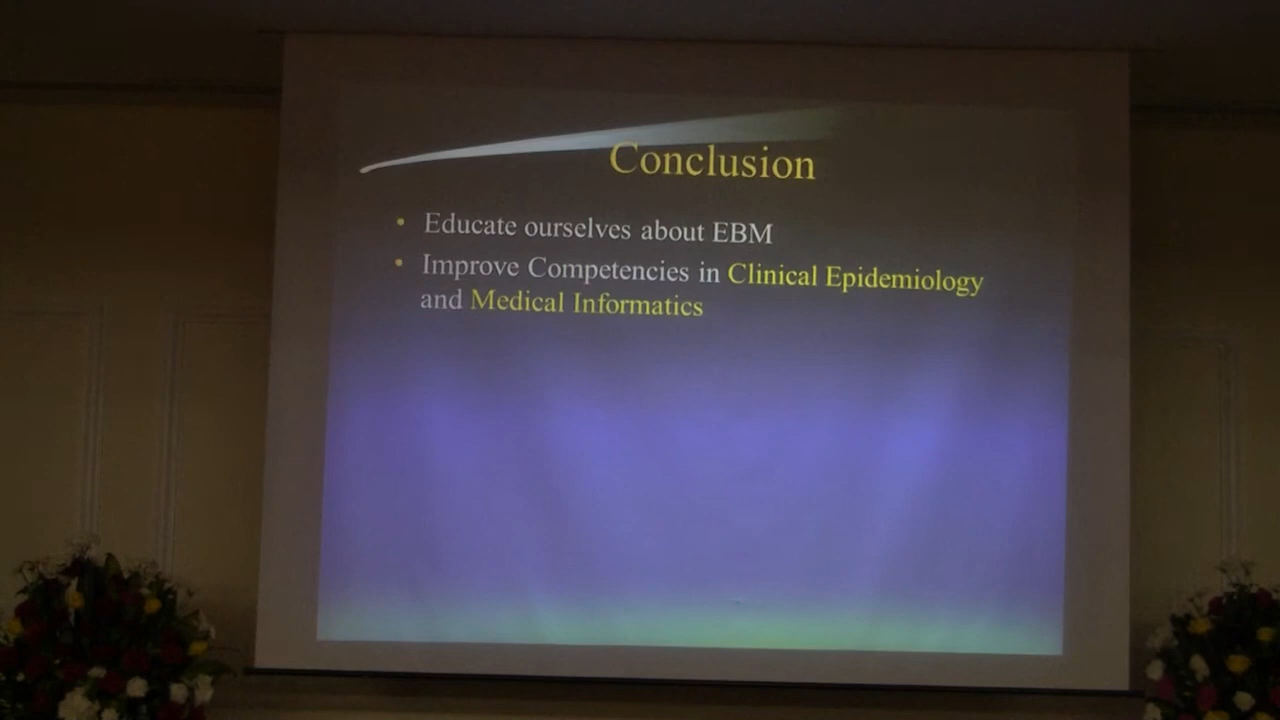 Conclusion
• Educate ourselves about EBM
• Improve Competencies in Clinical Epidemiology
and Medical Informatics